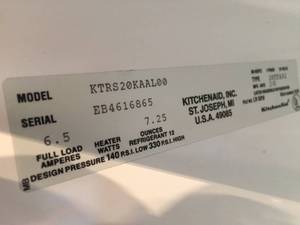 MODEL KTRS20KAAL00
SERIAL EB4616865
6.5 7.25
FULL LOAD AMPERES
HEATER WATTS
OUNCES REFRIGERANT 12
DESIGN PRESSURE 140 P.S.I. LOW 330 P.S.I. HIGH
KITCHENAID, INC.
ST. JOSEPH, MI
U.S.A. 49085
KitchenAid